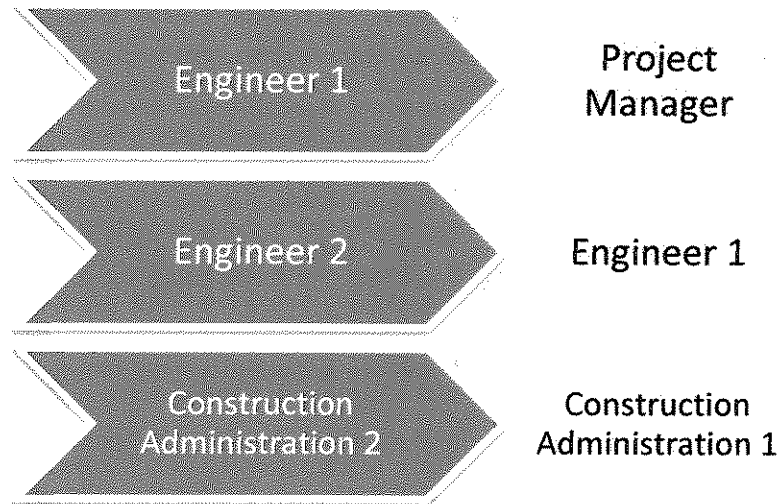 Engineer 1
Project
Manager
Engineer 2
Engineer 1
Construction
Administration 2
Construction
Administration 1